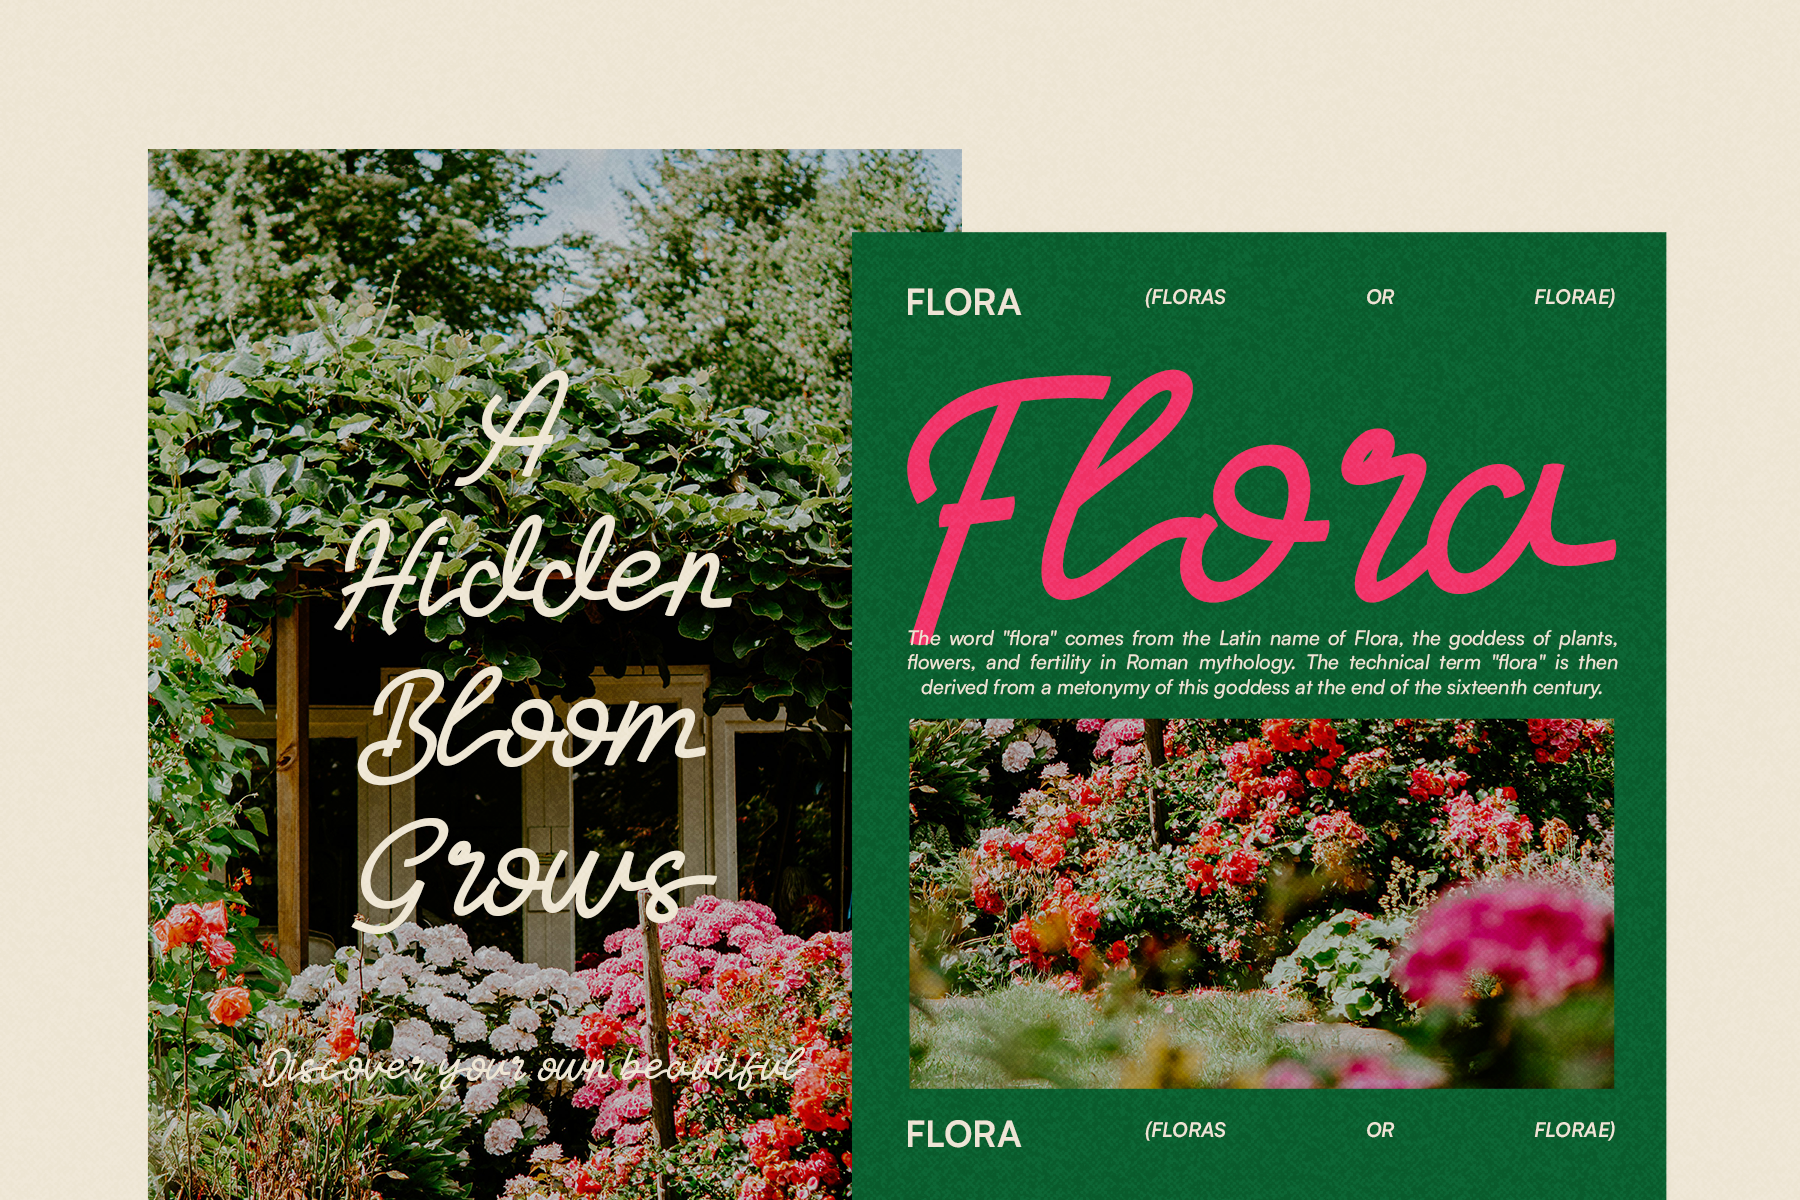 A
Hidden
Bloom
Grows
Discover your own beautiful
FLORA (FLORAS OR FLORAE)
Flora
The word "flora" comes from the Latin name of Flora, the goddess of plants,
flowers, and fertility in Roman mythology. The technical term "flora" is then
derived from a metonymy of this goddess at the end of the sixteenth century.
FLORA (FLORAS OR FLORAE)